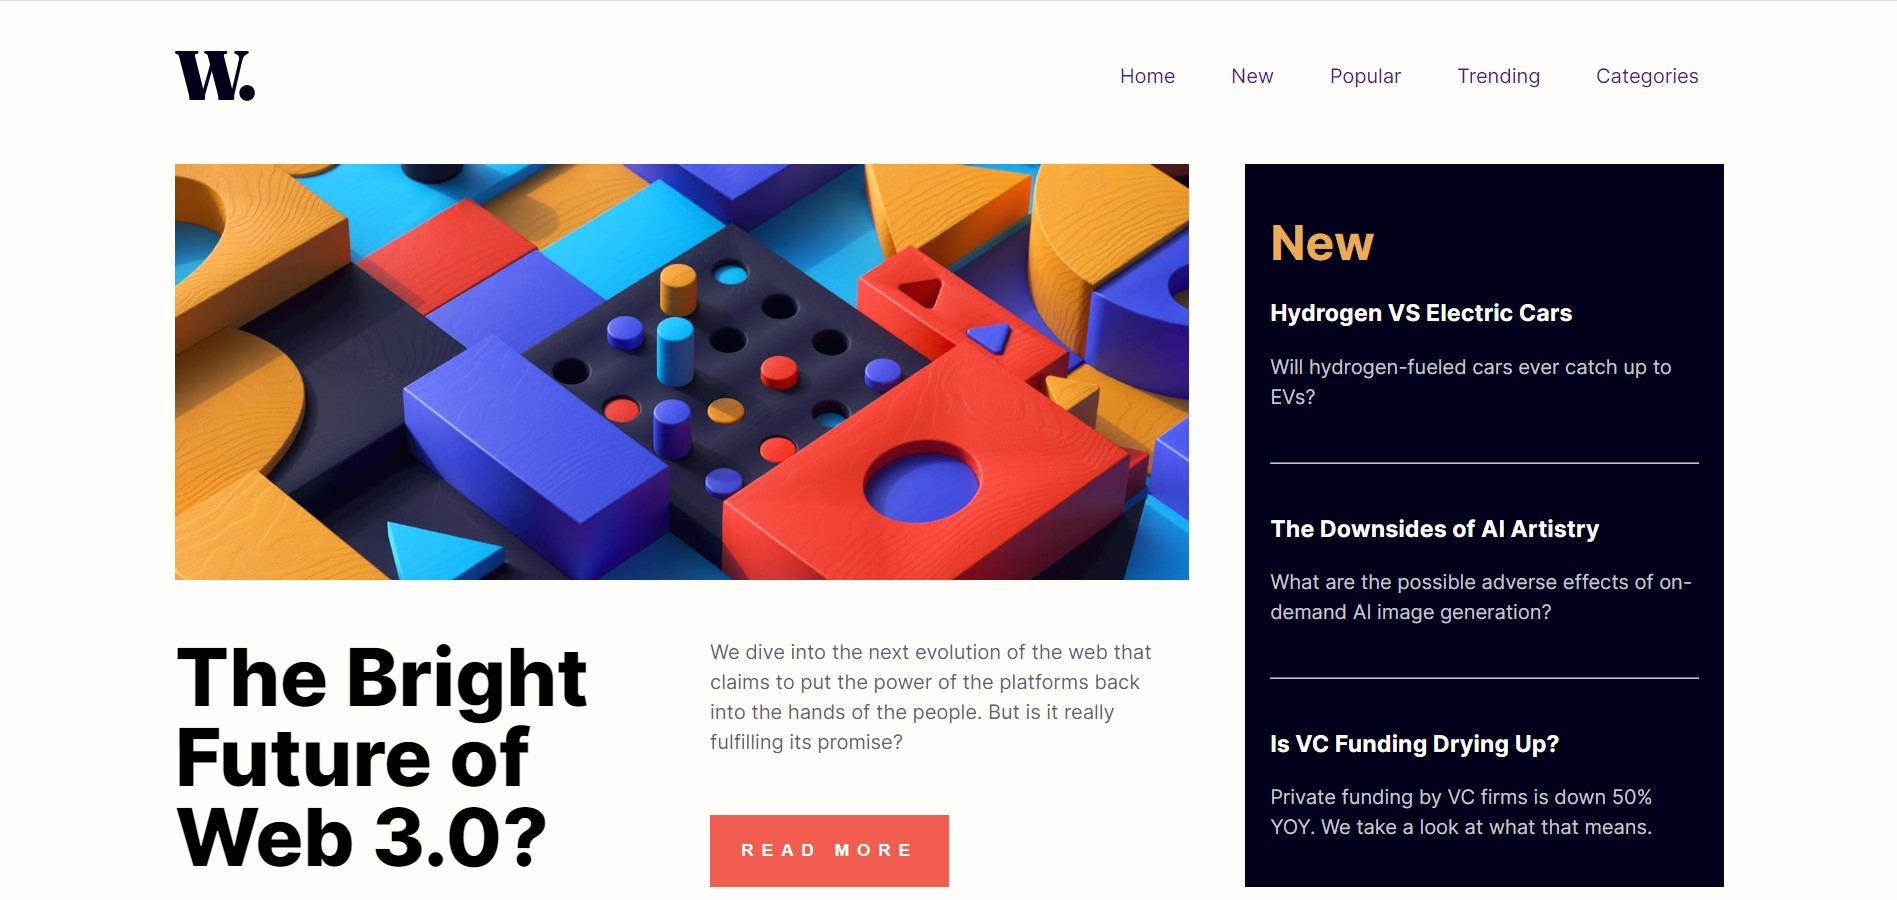 W.
Home New Popular Trending Categories
The Bright
Future of
Web 3.0?
We dive into the next evolution of the web that
claims to put the power of the platforms back
into the hands of the people. But is it really
fulfilling its promise?
READ MORE
New
Hydrogen VS Electric Cars
Will hydrogen-fueled cars ever catch up to
EVs?
The Downsides of AI Artistry
What are the possible adverse effects of on-
demand AI image generation?
Is VC Funding Drying Up?
Private funding by VC firms is down 50%
YOY. We take a look at what that means.